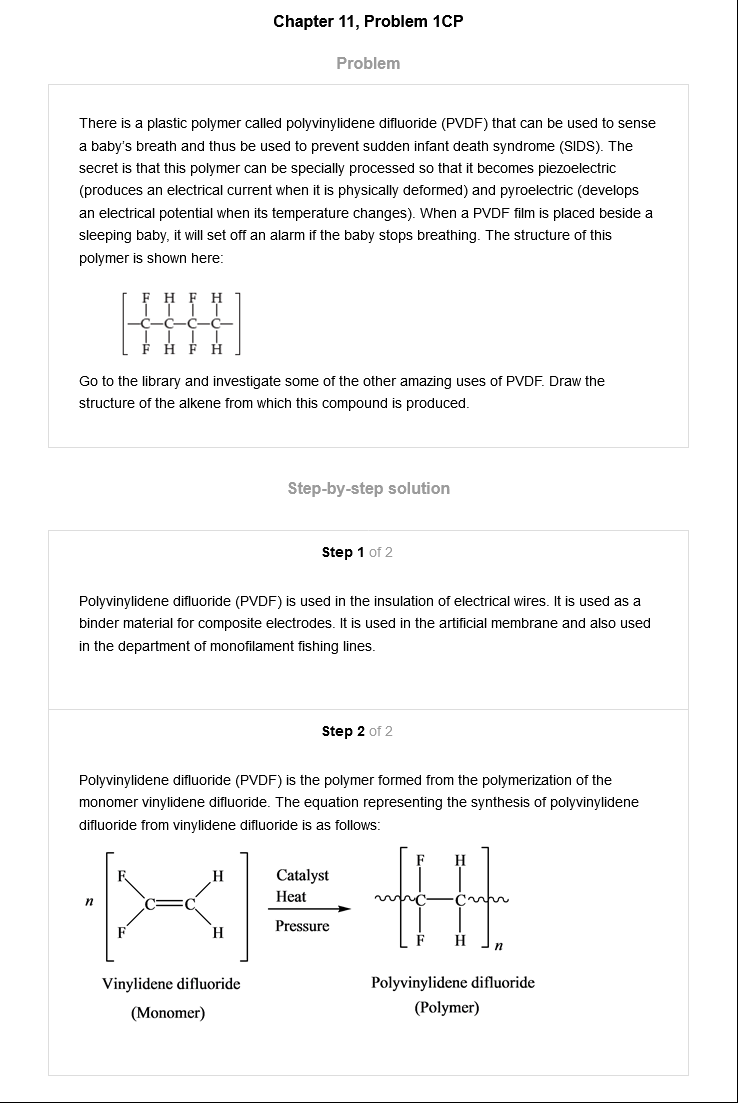 Chapter 11, Problem 1CP
Problem
There is a plastic polymer called polyvinylidene difluoride (PVDF) that can be used to sense
a baby's breath and thus be used to prevent sudden infant death syndrome (SIDS). The
secret is that this polymer can be specially processed so that it becomes piezoelectric
(produces an electrical current when it is physically deformed) and pyroelectric (develops
an electrical potential when its temperature changes). When a PVDF film is placed beside a
sleeping baby, it will set off an alarm if the baby stops breathing. The structure of this
polymer is shown here:
F H F H
—C—C—C—C—
F H F H
Go to the library and investigate some of the other amazing uses of PVDF. Draw the
structure of the alkene from which this compound is produced.
Step-by-step solution
Step 1 of 2
Polyvinylidene difluoride (PVDF) is used in the insulation of electrical wires. It is used as a
binder material for composite electrodes. It is used in the artificial membrane and also used
in the department of monofilament fishing lines.
Step 2 of 2
Polyvinylidene difluoride (PVDF) is the polymer formed from the polymerization of the
monomer vinylidene difluoride. The equation representing the synthesis of polyvinylidene
difluoride from vinylidene difluoride is as follows:
F H
n C=C
F H
Catalyst
Heat
Pressure
F H
C—C
F H n
Vinylidene difluoride
(Monomer)
Polyvinylidene difluoride
(Polymer)